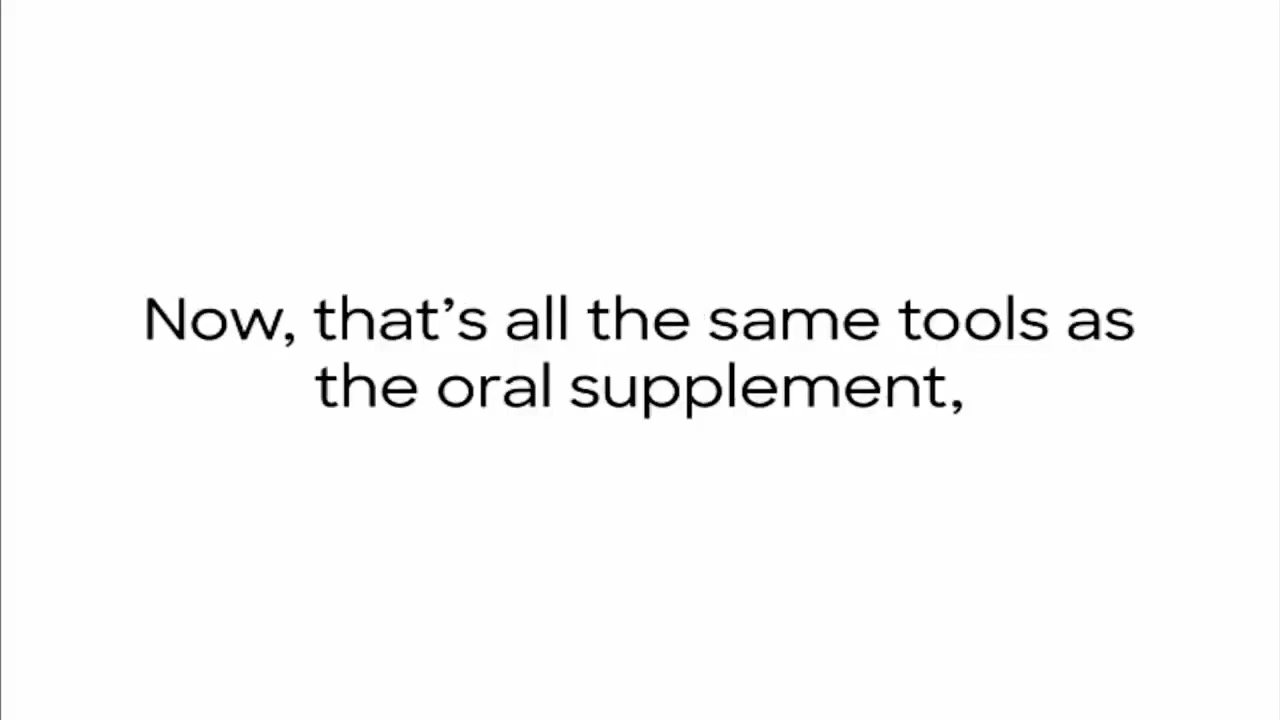 Now, that’s all the same tools as
the oral supplement,